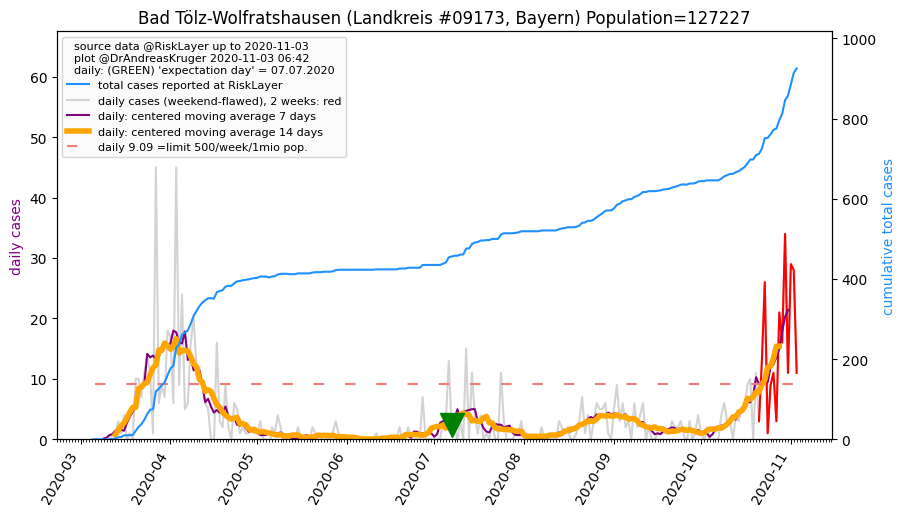 Bad Tölz-Wolfratshausen (Landkreis #09173, Bayern) Population=127227
source data @RiskLayer up to 2020-11-03
plot @DrAndreasKruger 2020-11-03 06:42
daily: (GREEN) 'expectation day' = 07.07.2020
total cases reported at RiskLayer
daily cases (weekend-flawed), 2 weeks: red
daily: centered moving average 7 days
daily: centered moving average 14 days
daily 9.09 =limit 500/week/1mio pop.
daily cases
60
50
40
30
20
10
0
1000
800
600
400
200
0
cumulative total cases
2020-03
2020-04
2020-05
2020-06
2020-07
2020-08
2020-09
2020-10
2020-11